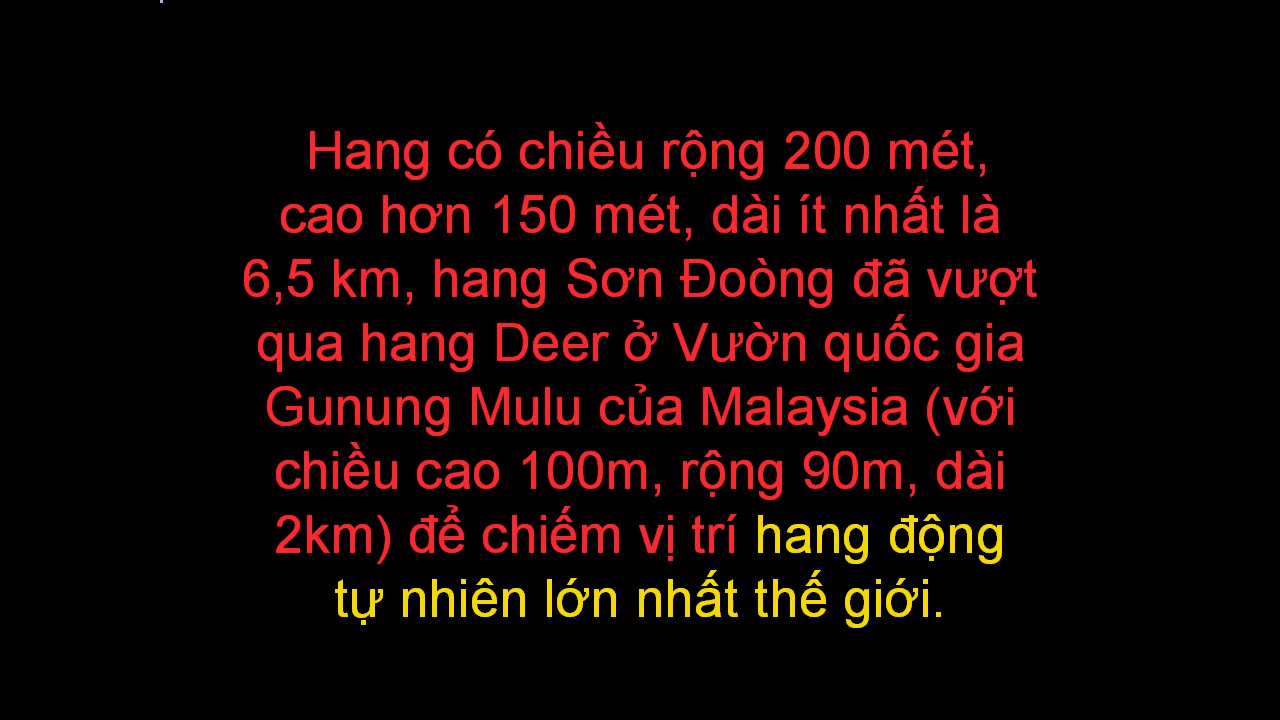 Hang có chiều rộng 200 mét,
cao hơn 150 mét, dài ít nhất là
6,5 km, hang Sơn Đoòng đã vượt
qua hang Deer ở Vườn quốc gia
Gunung Mulu của Malaysia (với
chiều cao 100m, rộng 90m, dài
2km) để chiếm vị trí hang động
tự nhiên lớn nhất thế giới.